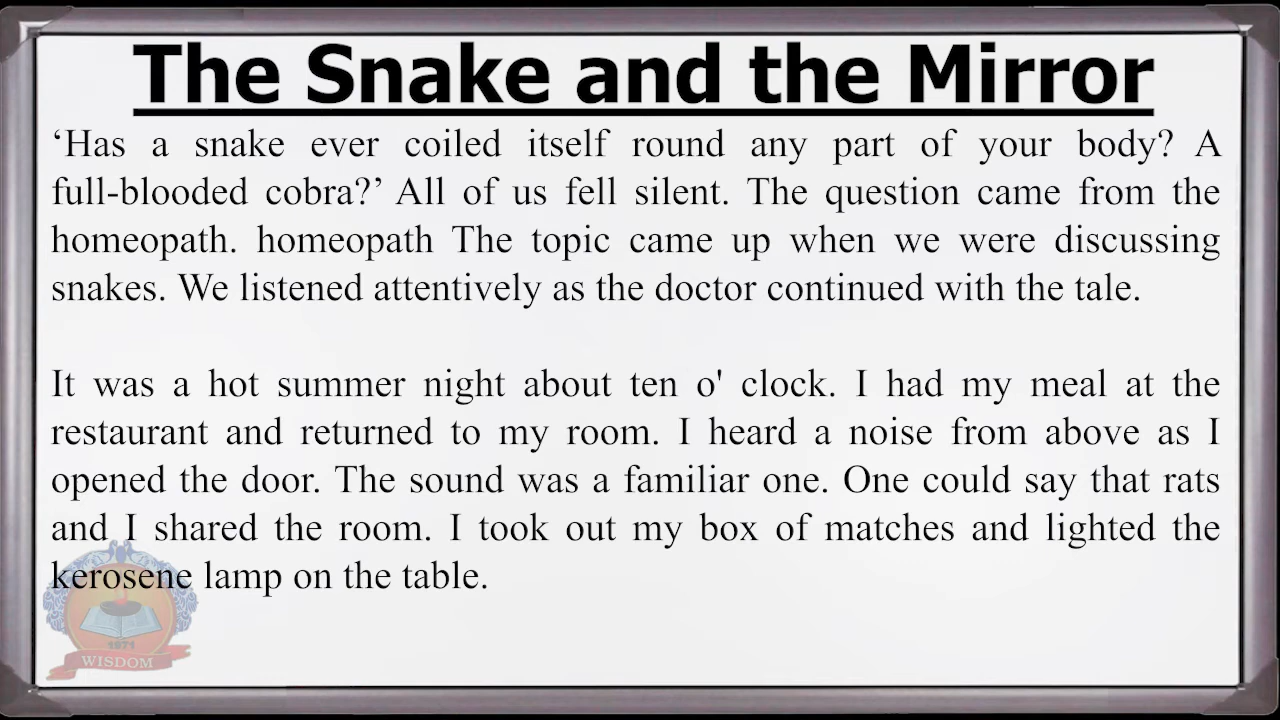 The Snake and the Mirror
‘Has a snake ever coiled itself round any part of your body? A
full-blooded cobra?’ All of us fell silent. The question came from the
homeopath. homeopath The topic came up when we were discussing
snakes. We listened attentively as the doctor continued with the tale.
It was a hot summer night about ten o' clock. I had my meal at the
restaurant and returned to my room. I heard a noise from above as I
opened the door. The sound was a familiar one. One could say that rats
and I shared the room. I took out my box of matches and lighted the
kerosene lamp on the table.
1971
WISDOM